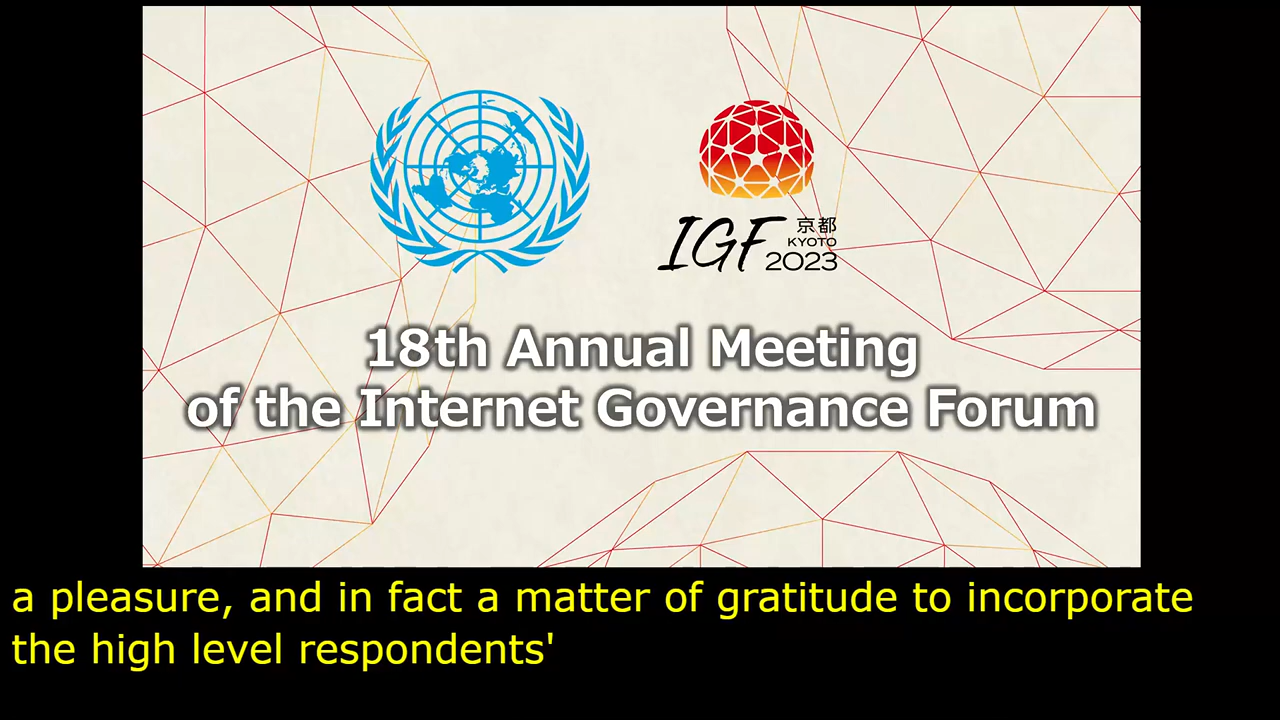 IGF 京都
KYOTO
2023
18th Annual Meeting
of the Internet Governance Forum
a pleasure, and in fact a matter of gratitude to incorporate
the high level respondents'